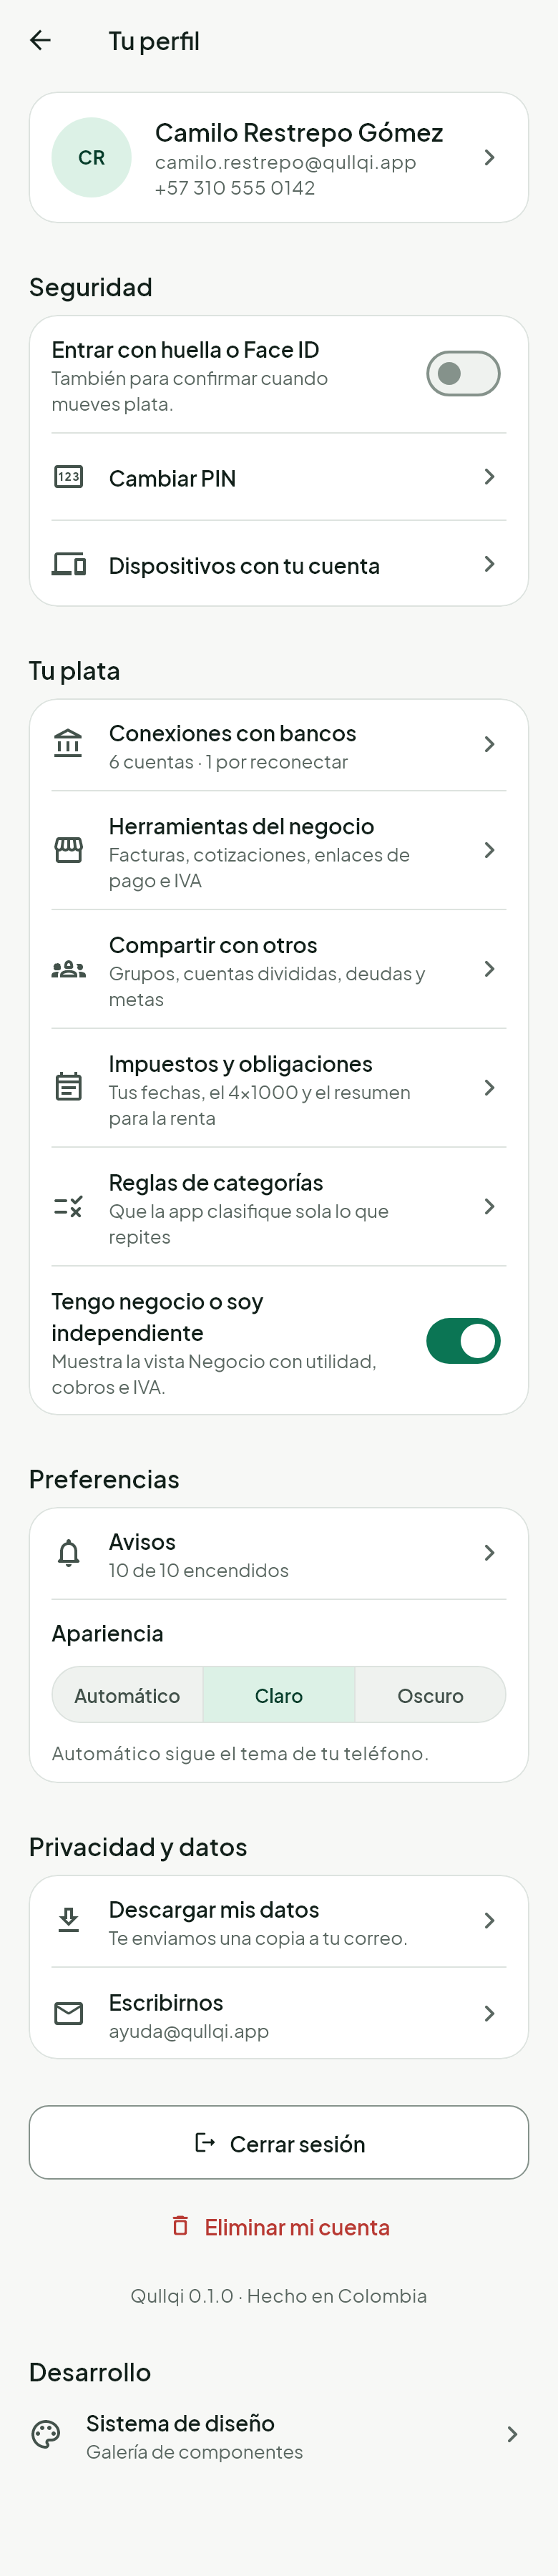 Tu perfil
CR
Camilo Restrepo Gómez
camilo.restrepo@qullqi.app
+57 310 555 0142
Seguridad
Entrar con huella o Face ID
También para confirmar cuando
mueves plata.
123
Cambiar PIN
Dispositivos con tu cuenta
Tu plata
Conexiones con bancos
6 cuentas · 1 por reconectar
Herramientas del negocio
Facturas, cotizaciones, enlaces de
pago e IVA
Compartir con otros
Grupos, cuentas divididas, deudas y
metas
Impuestos y obligaciones
Tus fechas, el 4×1000 y el resumen
para la renta
Reglas de categorías
Que la app clasifique sola lo que
repites
Tengo negocio o soy
independiente
Muestra la vista Negocio con utilidad,
cobros e IVA.
Preferencias
Avisos
10 de 10 encendidos
Apariencia
Automático
Claro
Oscuro
Automático sigue el tema de tu teléfono.
Privacidad y datos
Descargar mis datos
Te enviamos una copia a tu correo.
Escribirnos
ayuda@qullqi.app
Cerrar sesión
Eliminar mi cuenta
Qullqi 0.1.0 · Hecho en Colombia
Desarrollo
Sistema de diseño
Galería de componentes